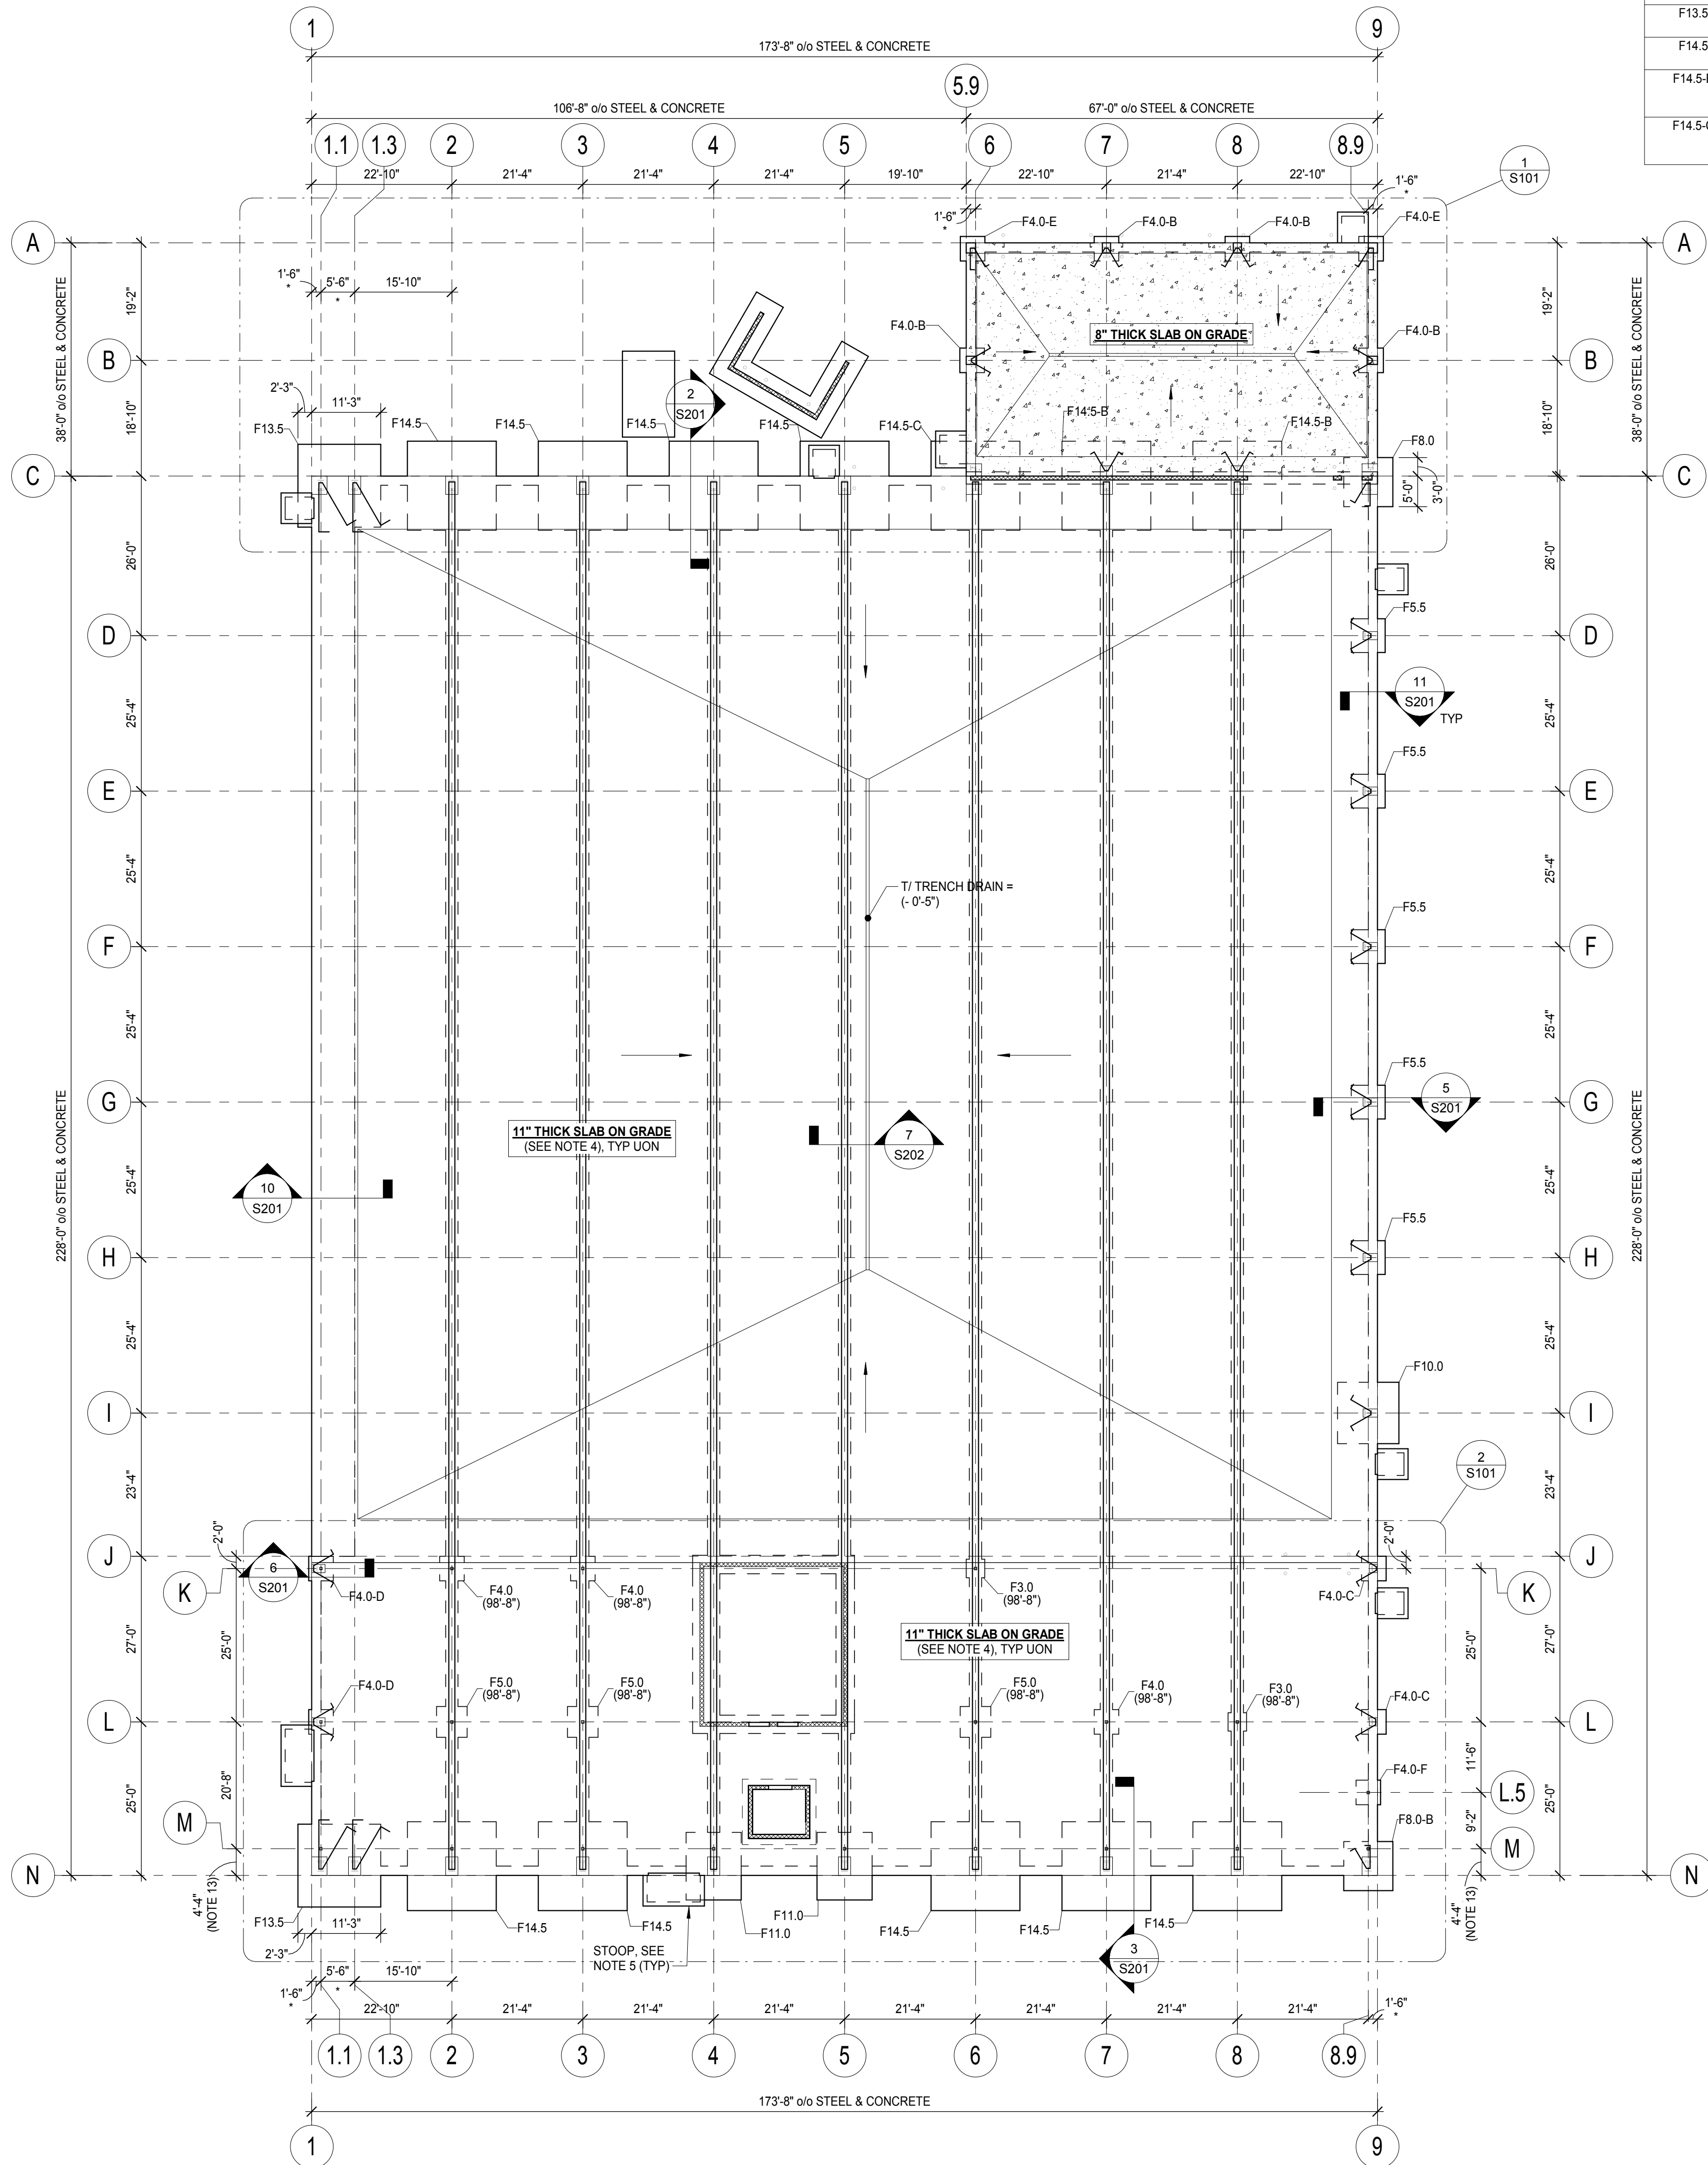 F13.5
F14.5
F14.5-
F14.5-
1
9
173'-8" o/o STEEL & CONCRETE
5.9
106'-8" o/o STEEL & CONCRETE
67'-0" o/o STEEL & CONCRETE
1.1
1.3
2
3
4
5
6
7
8
8.9
1
S101
22'-10"
21'-4"
21'-4"
21'-4"
19'-10"
22'-10"
21'-4"
22'-10"
1'-6"
*
1'-6"
*
F4.0-E
F4.0-B
F4.0-B
F4.0-E
A
A
38'-0" o/o STEEL & CONCRETE
19'-2"
1'-6"
*
5'-6"
*
15'-10"
19'-2"
38'-0" o/o STEEL & CONCRETE
F4.0-B
8" THICK SLAB ON GRADE
F4.0-B
B
B
2'-3"
11'-3"
2
S201
18'-10"
F13.5
F14.5
F14.5
F14.5
F14.5
F14.5-C
F14.5-B
F14.5-B
F8.0
18'-10"
C
C
5'-0"
3'-0"
26'-0"
26'-0"
F5.5
D
D
11
S201
TYP
25'-4"
25'-4"
F5.5
E
E
25'-4"
T/ TRENCH DRAIN =
(- 0'-5")
25'-4"
F5.5
F
F
25'-4"
25'-4"
F5.5
G
5
S201
G
228'-0" o/o STEEL & CONCRETE
11" THICK SLAB ON GRADE
(SEE NOTE 4), TYP UON
7
S202
228'-0" o/o STEEL & CONCRETE
10
S201
25'-4"
25'-4"
F5.5
H
H
25'-4"
25'-4"
F10.0
I
I
2
S101
23'-4"
23'-4"
2'-0"
2'-0"
J
J
6
S201
K
F4.0-D
F4.0
(98'-8")
F4.0
(98'-8")
F3.0
(98'-8")
F4.0-C
K
27'-0"
25'-0"
11" THICK SLAB ON GRADE
(SEE NOTE 4), TYP UON
25'-0"
27'-0"
F4.0-D
F5.0
(98'-8")
F5.0
(98'-8")
F5.0
(98'-8")
F4.0
(98'-8")
F3.0
(98'-8")
F4.0-C
L
L
11'-6"
F4.0-F
25'-0"
20'-8"
L.5
25'-0"
9'-2"
F8.0-B
M
M
N
N
4'-4"
(NOTE 13)
4'-4"
(NOTE 13)
F13.5
11'-3"
2'-3"
F14.5
F14.5
F11.0
F11.0
F14.5
F14.5
F14.5
STOOP, SEE
NOTE 5 (TYP)
3
S201
1'-6"
*
5'-6"
*
15'-10"
22'-10"
21'-4"
21'-4"
21'-4"
21'-4"
21'-4"
21'-4"
21'-4"
1'-6"
*
1.1
1.3
2
3
4
5
6
7
8
8.9
173'-8" o/o STEEL & CONCRETE
1
9